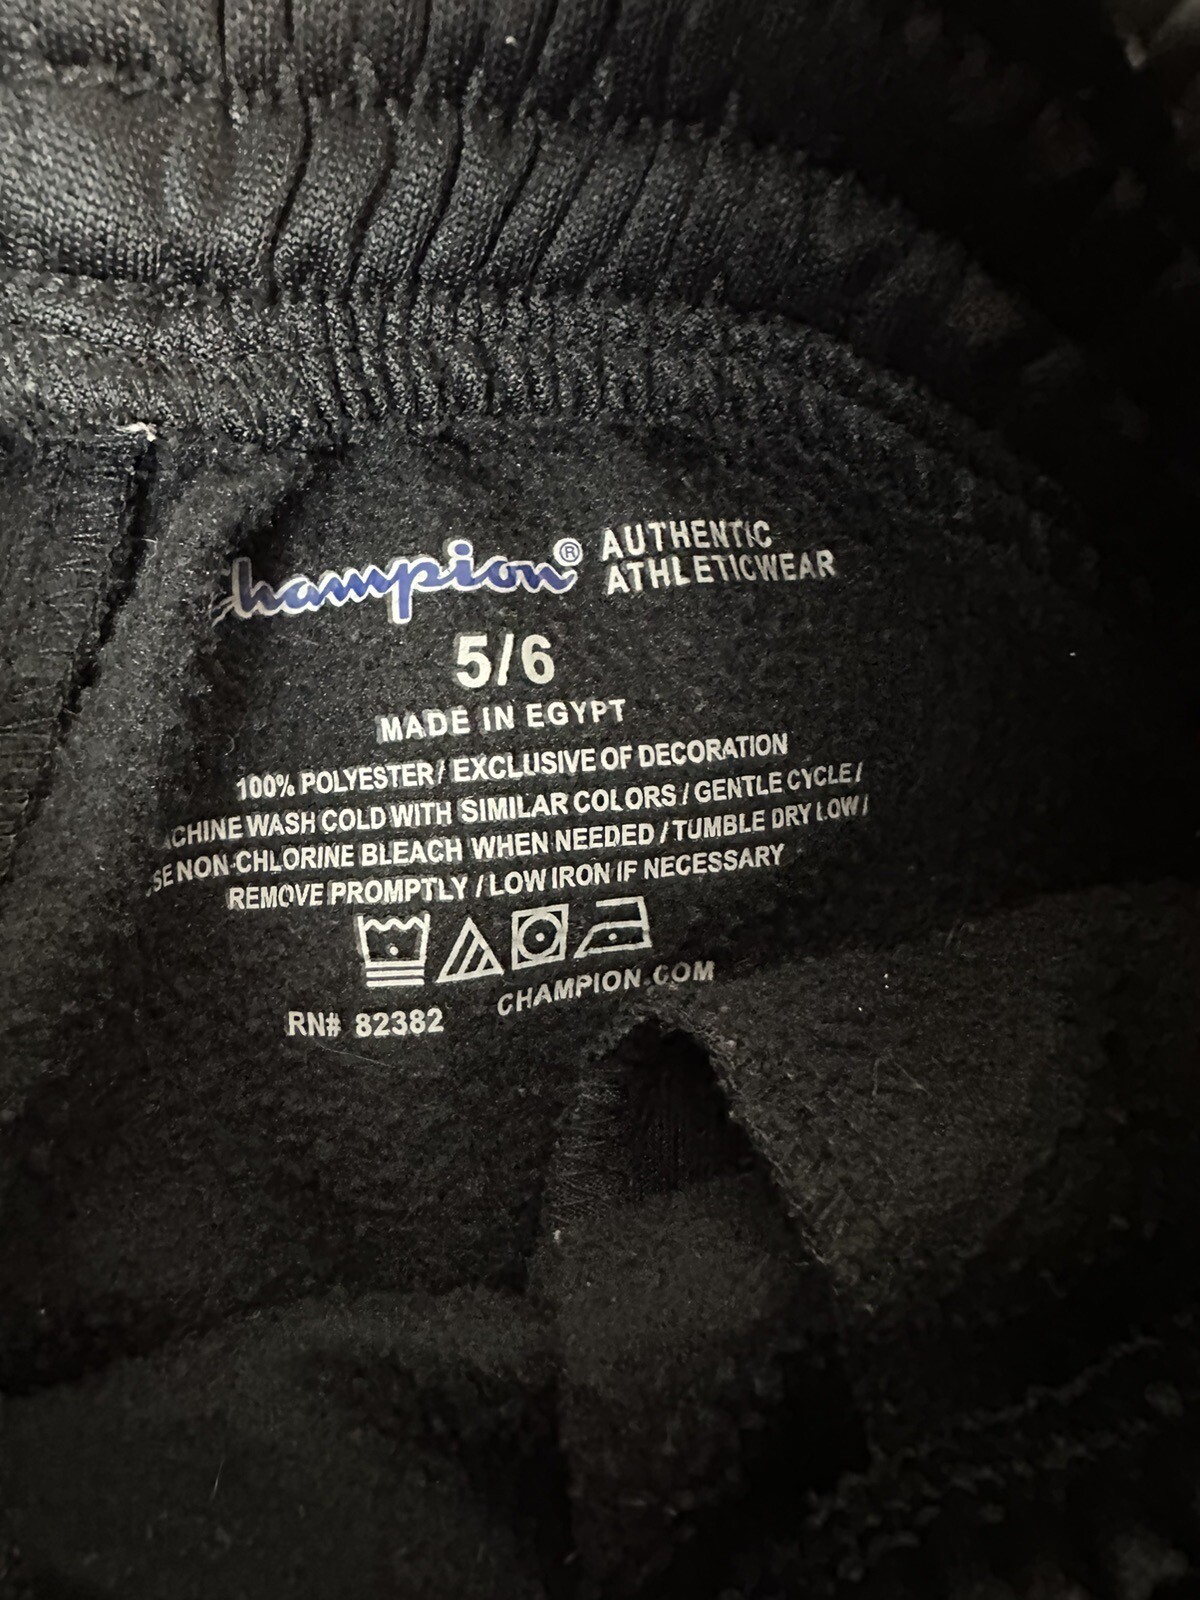 Champion® AUTHENTIC
ATHLETICWEAR
5/6
MADE IN EGYPT
100% POLYESTER/ EXCLUSIVE OF DECORATION
ACHINE WASH COLD WITH SIMILAR COLORS / GENTLE CYCLE /
SE NON-CHLORINE BLEACH WHEN NEEDED / TUMBLE DRY LOW /
REMOVE PROMPTLY / LOW IRON IF NECESSARY
CHAMPION.COM
RN# 82382